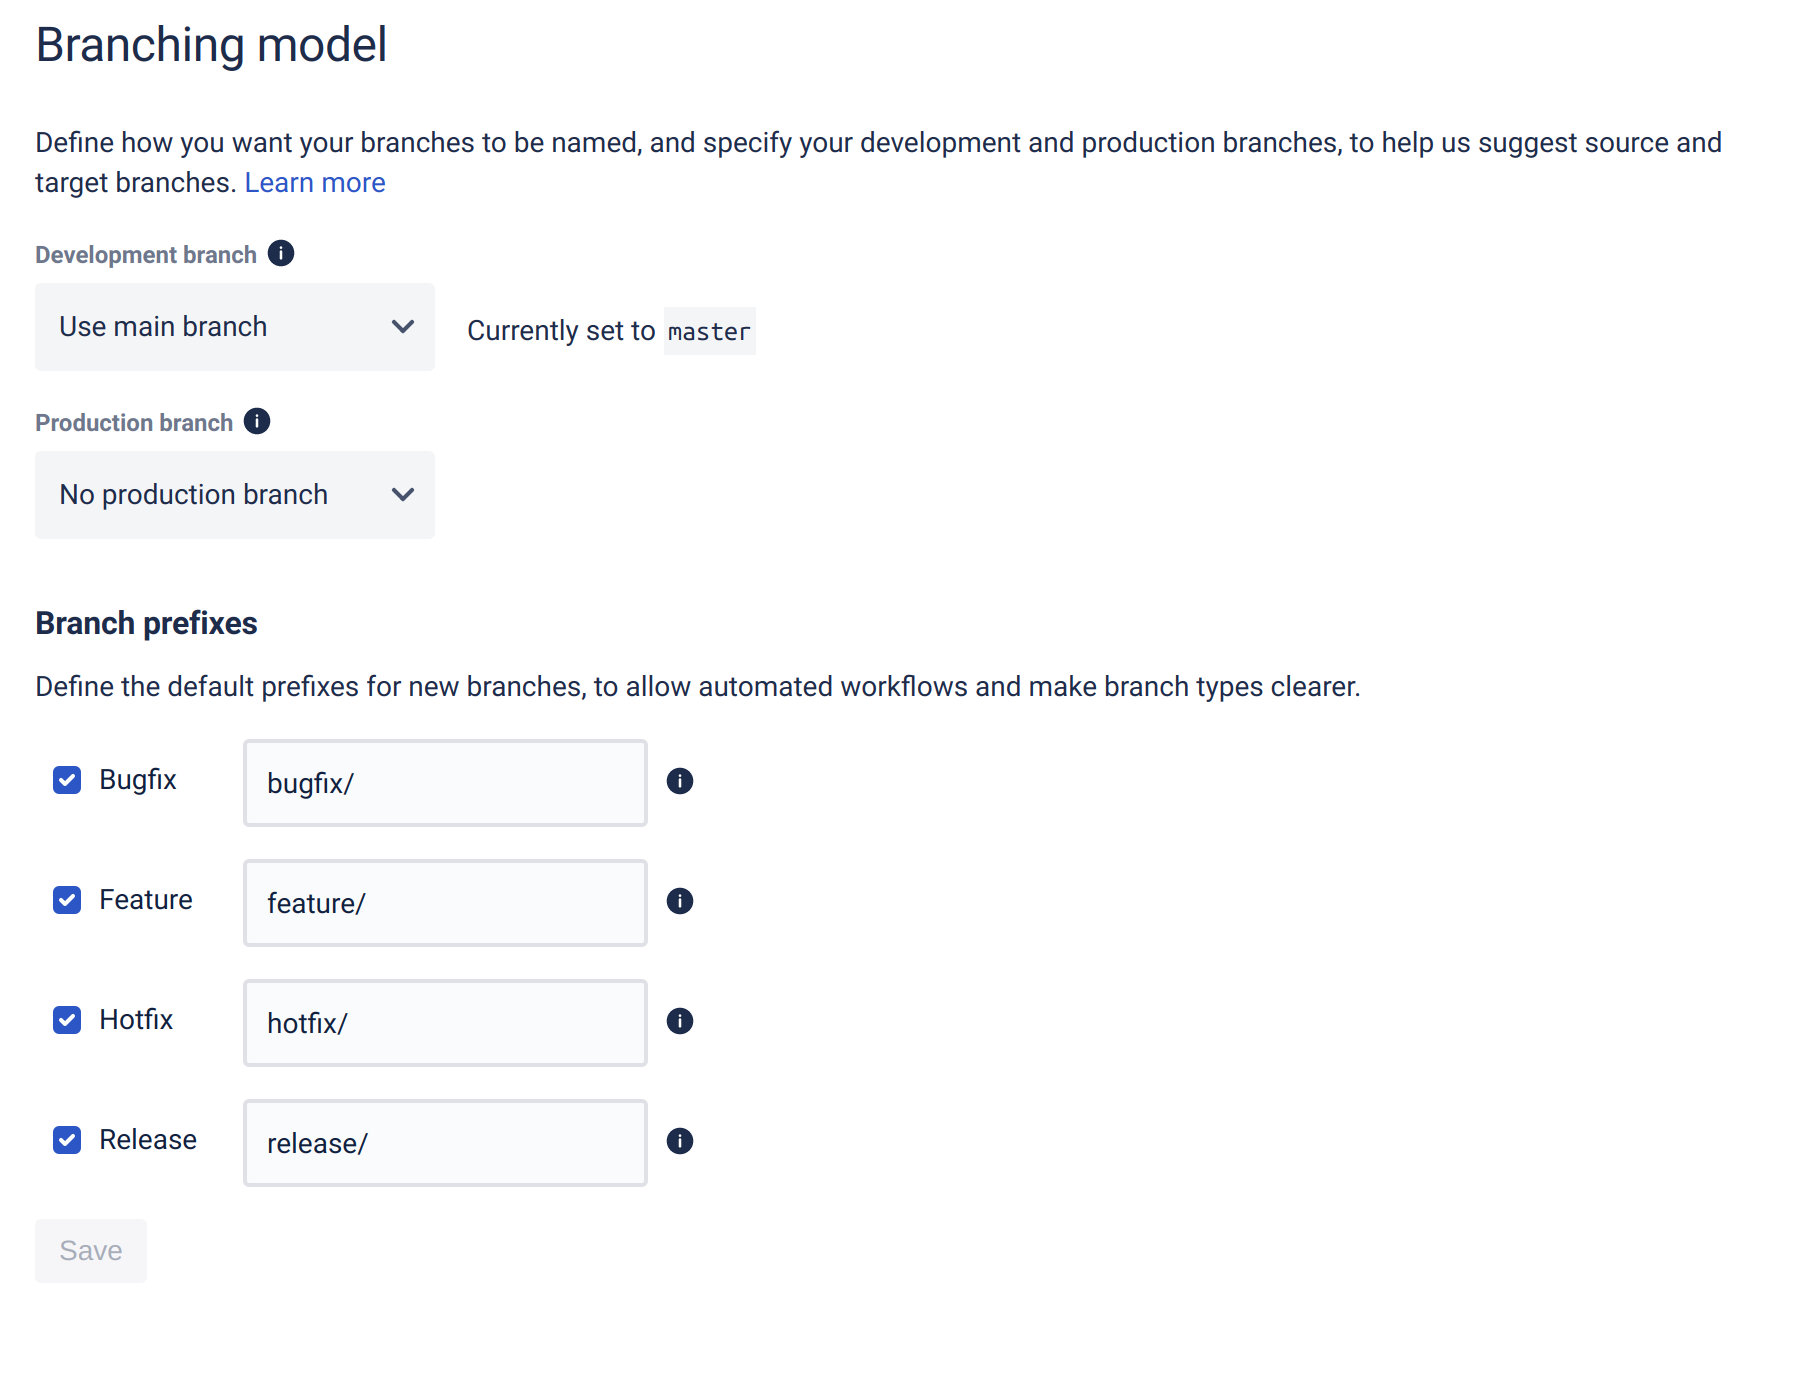 Branching model
Define how you want your branches to be named, and specify your development and production branches, to help us suggest source and
target branches. Learn more
Development branch
Use main branch
Currently set to master
Production branch
No production branch
Branch prefixes
Define the default prefixes for new branches, to allow automated workflows and make branch types clearer.
Bugfix bugfix/
Feature feature/
Hotfix hotfix/
Release release/
Save